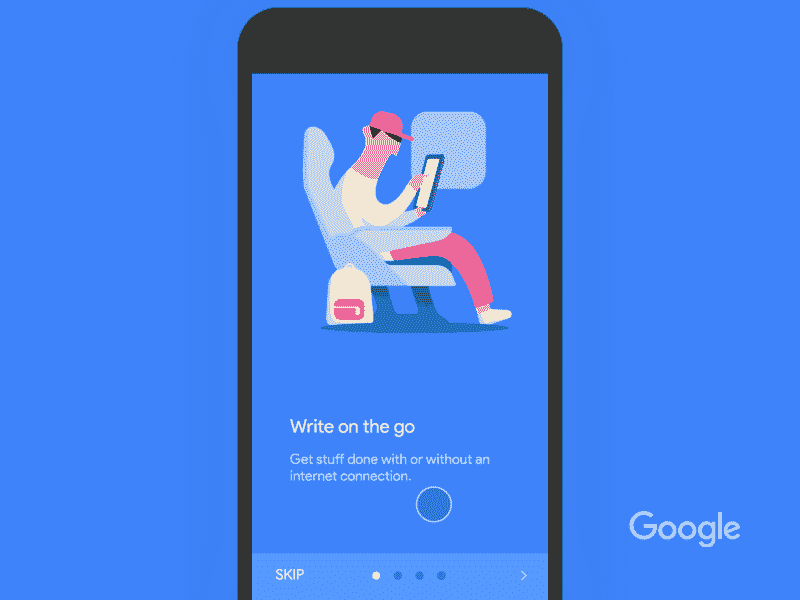 Write on the go
Get stuff done with or without an
internet connection.
SKIP
Google